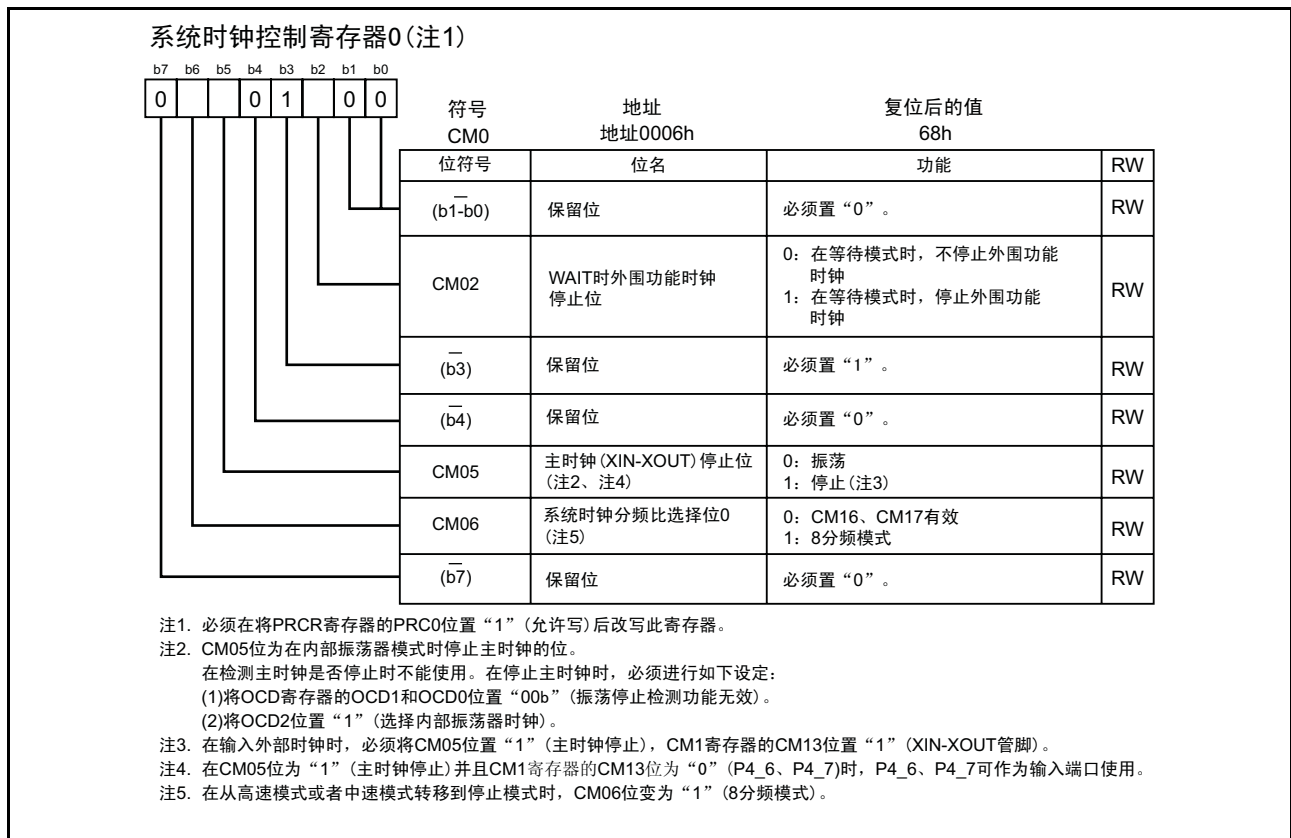 系统时钟控制寄存器0(注1)
b7 b6 b5 b4 b3 b2 b1 b0
0 0 1 0 0
符号 地址 复位后的值
CM0 地址0006h 68h
位符号 位名 功能 RW
—
(b1-b0) 保留位 必须置“0”。 RW
CM02 WAIT时外围功能时钟
停止位
0：在等待模式时，不停止外围功能
时钟
1：在等待模式时，停止外围功能
时钟
RW
—
(b3) 保留位 必须置“1”。 RW
—
(b4) 保留位 必须置“0”。 RW
CM05 主时钟(XIN-XOUT)停止位
(注2、注4)
0：振荡
1：停止(注3)
RW
CM06 系统时钟分频比选择位0
(注5)
0：CM16、CM17有效
1：8分频模式
RW
—
(b7) 保留位 必须置“0”。 RW
注1. 必须在将PRCR寄存器的PRC0位置“1”(允许写)后改写此寄存器。
注2. CM05位为在内部振荡器模式时停止主时钟的位。
在检测主时钟是否停止时不能使用。在停止主时钟时，必须进行如下设定：
(1)将OCD寄存器的OCD1和OCD0位置“00b”(振荡停止检测功能无效)。
(2)将OCD2位置“1”(选择内部振荡器时钟)。
注3. 在输入外部时钟时，必须将CM05位置“1”(主时钟停止)，CM1寄存器的CM13位置“1”(XIN-XOUT管脚)。
注4. 在CM05位为“1”(主时钟停止)并且CM1寄存器的CM13位为“0”(P4_6、P4_7)时，P4_6、P4_7可作为输入端口使用。
注5. 在从高速模式或者中速模式转移到停止模式时，CM06位变为“1”(8分频模式)。